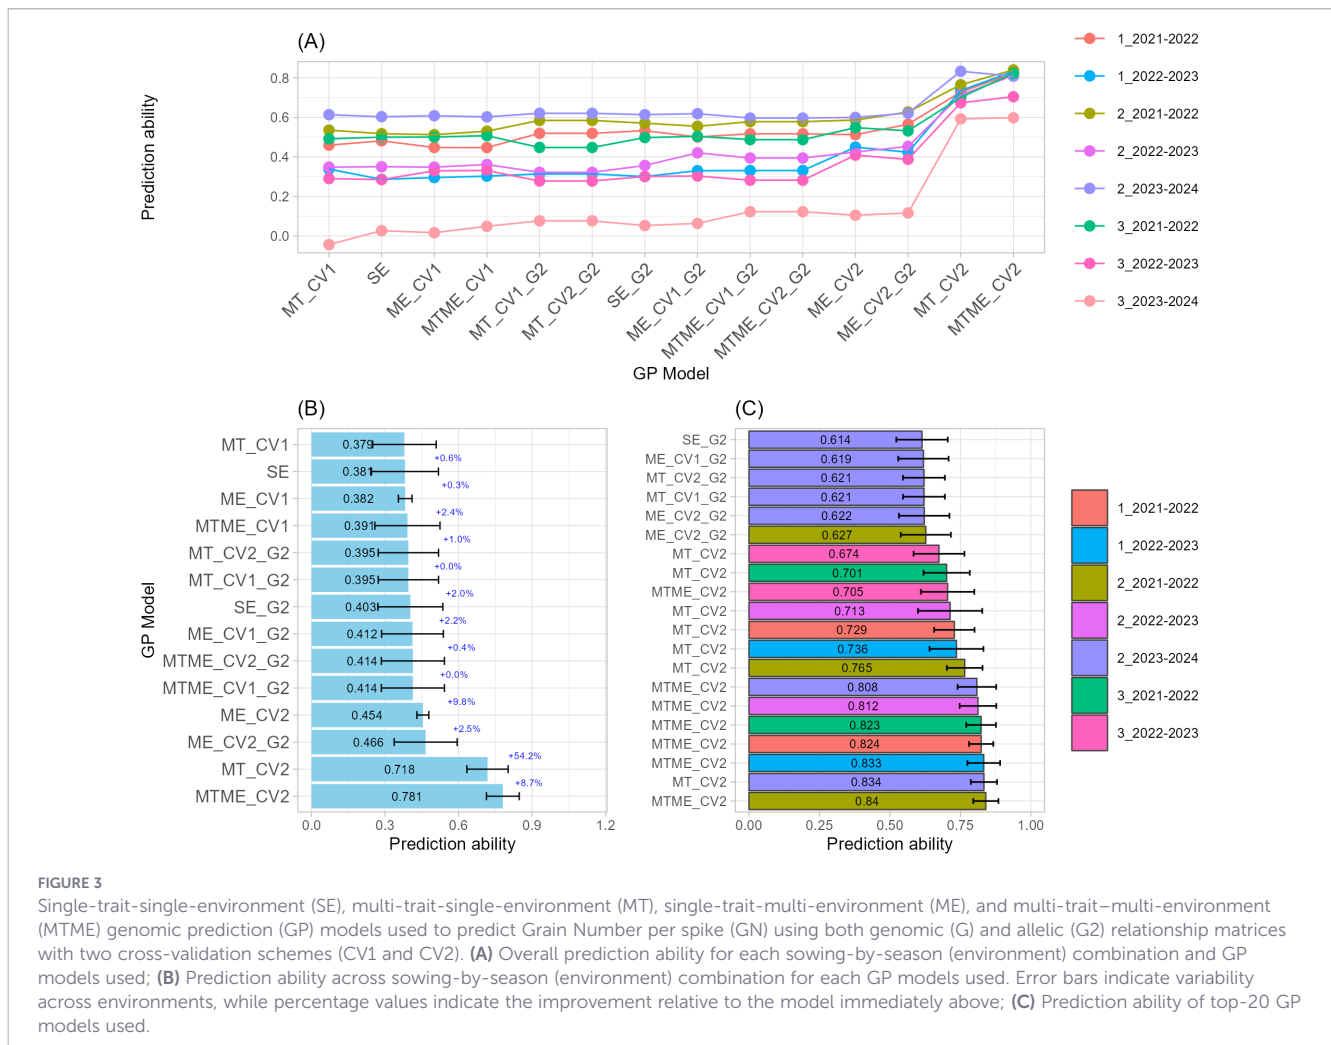 (A)
Prediction ability
0.8
0.6
0.4
0.2
0.0
MT_CV1
SE
ME_CV1
MTME_CV1
MT_CV1_G2
MT_CV2_G2
SE_G2
ME_CV1_G2
MTME_CV1_G2
MTME_CV2_G2
ME_CV2
ME_CV2_G2
MT_CV2
MTME_CV2
GP Model
1_2021-2022
1_2022-2023
2_2021-2022
2_2022-2023
2_2023-2024
3_2021-2022
3_2022-2023
3_2023-2024
(B)
GP Model
MT_CV1 0.379
+0.6%
SE 0.381
+0.3%
ME_CV1 0.382
+2.4%
MTME_CV1 0.391
+1.0%
MT_CV2_G2 0.395
+0.0%
MT_CV1_G2 0.395
+2.0%
SE_G2 0.403
+2.2%
ME_CV1_G2 0.412
+0.4%
MTME_CV2_G2 0.414
+0.0%
MTME_CV1_G2 0.414
+9.8%
ME_CV2 0.454
+2.5%
ME_CV2_G2 0.466
+54.2%
MT_CV2 0.718
+8.7%
MTME_CV2 0.781
0.0 0.3 0.6 0.9 1.2
Prediction ability
(C)
SE_G2 0.614
ME_CV1_G2 0.619
MT_CV2_G2 0.621
MT_CV1_G2 0.621
ME_CV2_G2 0.622
ME_CV2_G2 0.627
MT_CV2 0.674
MT_CV2 0.701
MTME_CV2 0.705
MT_CV2 0.713
MT_CV2 0.729
MT_CV2 0.736
MT_CV2 0.765
MTME_CV2 0.808
MTME_CV2 0.812
MTME_CV2 0.823
MTME_CV2 0.824
MTME_CV2 0.833
MT_CV2 0.834
MTME_CV2 0.84
0.00 0.25 0.50 0.75 1.00
Prediction ability
1_2021-2022
1_2022-2023
2_2021-2022
2_2022-2023
2_2023-2024
3_2021-2022
3_2022-2023
FIGURE 3
Single-trait-single-environment (SE), multi-trait-single-environment (MT), single-trait-multi-environment (ME), and multi-trait–multi-environment
(MTME) genomic prediction (GP) models used to predict Grain Number per spike (GN) using both genomic (G) and allelic (G2) relationship matrices
with two cross-validation schemes (CV1 and CV2). (A) Overall prediction ability for each sowing-by-season (environment) combination and GP
models used; (B) Prediction ability across sowing-by-season (environment) combination for each GP models used. Error bars indicate variability
across environments, while percentage values indicate the improvement relative to the model immediately above; (C) Prediction ability of top-20 GP
models used.